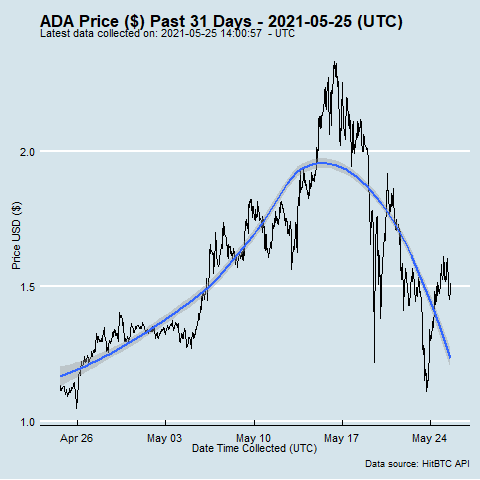 ADA Price ($) Past 31 Days - 2021-05-25 (UTC)
Latest data collected on: 2021-05-25 14:00:57  - UTC
Price USD ($)
2.0
1.5
1.0
Apr 26
May 03
May 10
May 17
May 24
Date Time Collected (UTC)
Data source: HitBTC API